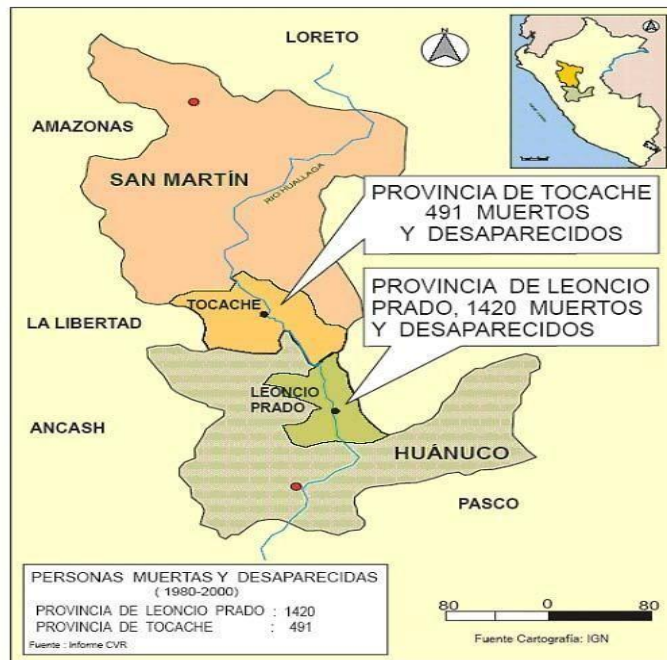 LORETO
AMAZONAS
SAN MARTÍN
RIO HUALLAGA
PROVINCIA DE TOCACHE
491 MUERTOS
Y DESAPARECIDOS
TOCACHE
PROVINCIA DE LEONCIO
PRADO, 1420 MUERTOS
Y DESAPARECIDOS
LA LIBERTAD
LEONCIO
PRADO
ANCASH
HUÁNUCO
PASCO
PERSONAS MUERTAS Y DESAPARECIDAS
( 1980-2000)
PROVINCIA DE LEONCIO PRADO : 1420
PROVINCIA DE TOCACHE : 491
Fuente : Informe CVR
80 0 80
Fuente Cartografía: IGN